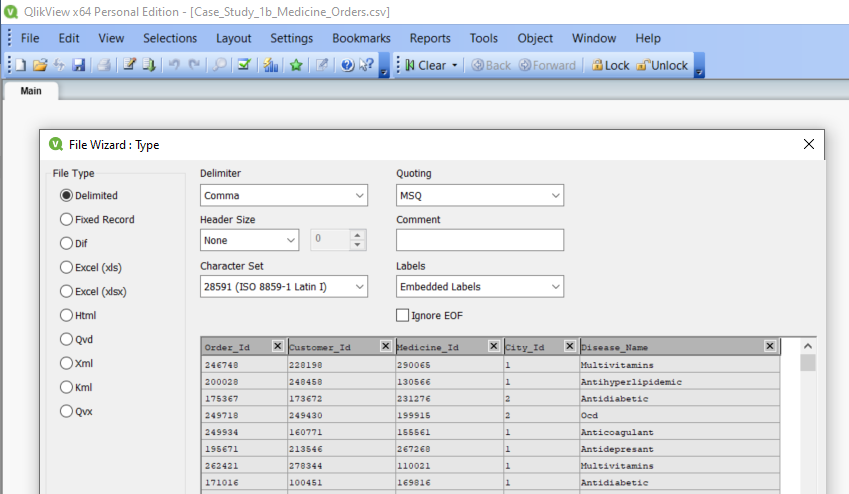 QlikView x64 Personal Edition - [Case_Study_1b_Medicine_Orders.csv]
File Edit View Selections Layout Settings Bookmarks Reports Tools Object Window Help
Clear Back Forward Lock Unlock
Main
File Wizard : Type
File Type
Delimited
Fixed Record
Dif
Excel (xls)
Excel (xlsx)
Html
Qvd
Xml
Kml
Qvx
Delimiter
Comma
Quoting
MSQ
Header Size
None 0
Comment
Character Set
28591 (ISO 8859-1 Latin I)
Labels
Embedded Labels
Ignore EOF
Order_Id Customer_Id Medicine_Id City_Id Disease_Name
246748 228198 290065 1 Multivitamins
200028 248458 130566 1 Antihyperlipidemic
175367 173672 231276 2 Antidiabetic
249718 249430 199915 2 Ocd
249934 160771 155561 1 Anticoagulant
195671 213546 267268 1 Antidepresant
262421 278344 110021 1 Multivitamins
171016 100451 169816 1 Antidiabetic